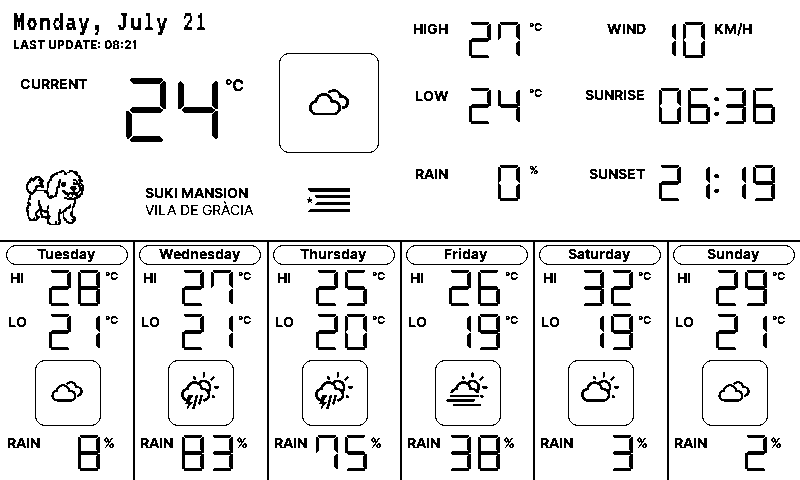 Monday, July 21
LAST UPDATE: 08:21
CURRENT 24 °C
HIGH 27 °C
WIND 10 KM/H
LOW 24 °C
SUNRISE 06:36
RAIN 0 %
SUNSET 21:19
SUKI MANSION
VILA DE GRÀCIA
Tuesday
HI 28 °C
LO 21 °C
RAIN 8 %
Wednesday
HI 27 °C
LO 21 °C
RAIN 83 %
Thursday
HI 25 °C
LO 20 °C
RAIN 75 %
Friday
HI 26 °C
LO 19 °C
RAIN 38 %
Saturday
HI 32 °C
LO 19 °C
RAIN 3 %
Sunday
HI 29 °C
LO 21 °C
RAIN 2 %